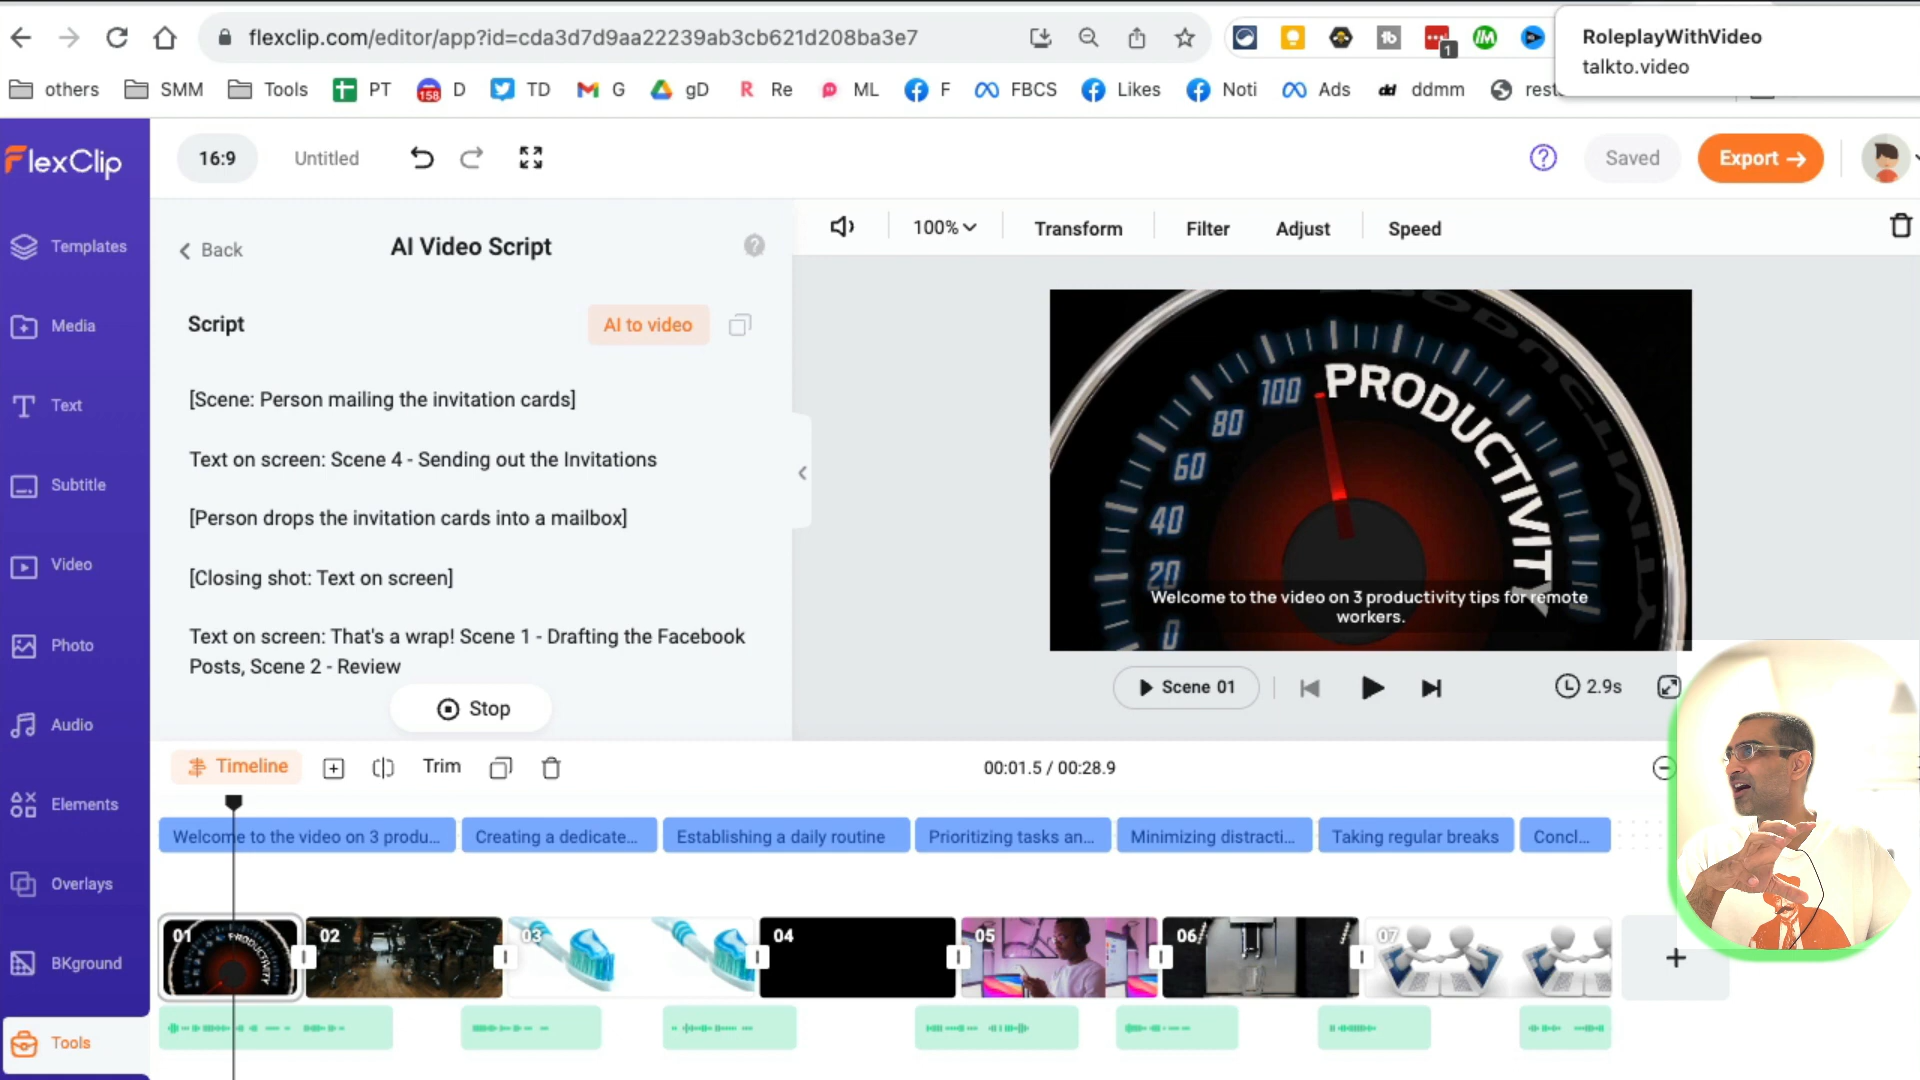 flexclip.com/editor/app?id=cda3d7d9aa22239ab3cb621d208ba3e7
1
RoleplayWithVideo
talkto.video
others
SMM
Tools
PT
158
D
TD
G
gD
R
Re
ML
F
FBCS
Likes
Noti
Ads
dd
ddmm
FlexClip
16:9
Untitled
Saved
Export →
Templates
Media
Text
Subtitle
Video
Photo
Audio
Elements
Overlays
BKground
Tools
Back
AI Video Script
Script
AI to video
[Scene: Person mailing the invitation cards]
Text on screen: Scene 4 - Sending out the Invitations
[Person drops the invitation cards into a mailbox]
[Closing shot: Text on screen]
Text on screen: That's a wrap! Scene 1 - Drafting the Facebook
Posts, Scene 2 - Review
Stop
100%
Transform
Filter
Adjust
Speed
PRODUCTIVITY
100
80
60
40
20
0
Welcome to the video on 3 productivity tips for remote
workers.
Scene 01
2.9s
Timeline
Trim
00:01.5 / 00:28.9
Welcome to the video on 3 produ...
Creating a dedicate...
Establishing a daily routine
Prioritizing tasks an...
Minimizing distracti...
Taking regular breaks
Concl...
01
02
03
04
05
06
07